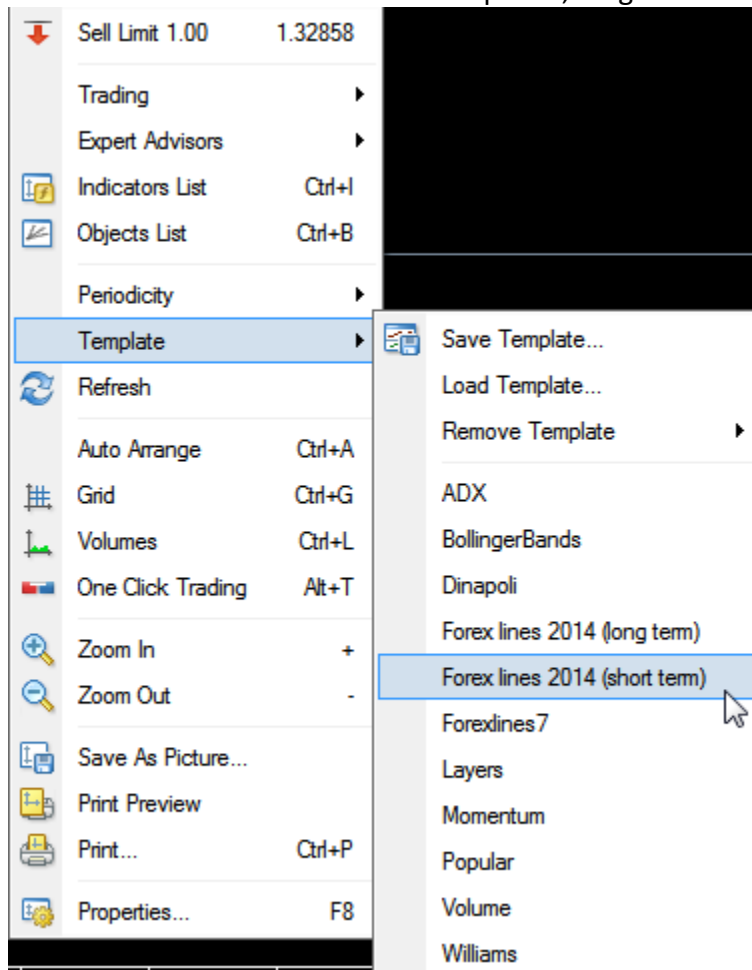 Sell Limit 1.00 1.32858
Trading
Expert Advisors
Indicators List Ctrl+I
Objects List Ctrl+B
Periodicity
Template
Refresh
Auto Arrange Ctrl+A
Grid Ctrl+G
Volumes Ctrl+L
One Click Trading Alt+T
Zoom In +
Zoom Out -
Save As Picture...
Print Preview
Print... Ctrl+P
Properties... F8
Save Template...
Load Template...
Remove Template
ADX
BollingerBands
Dinapoli
Forex lines 2014 (long term)
Forex lines 2014 (short term)
Forexlines7
Layers
Momentum
Popular
Volume
Williams